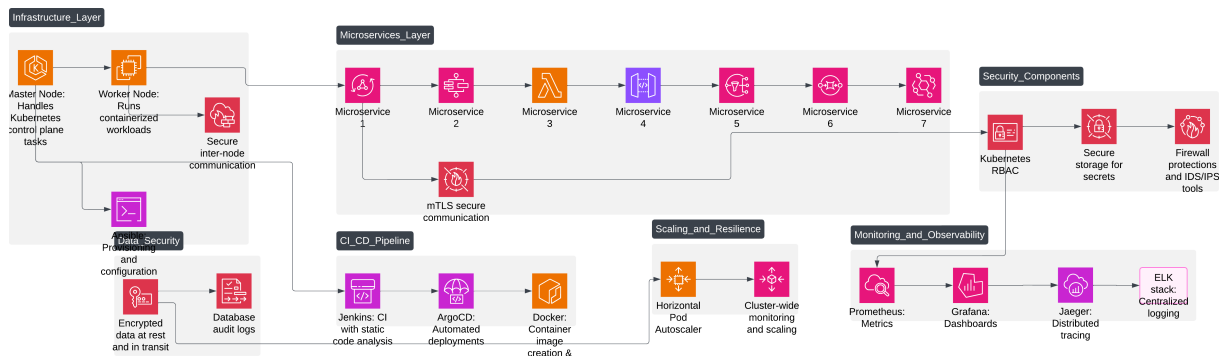 Infrastructure_Layer
Master Node:
Handles
Kubernetes
control plane
tasks
Worker Node:
Runs
containerized
workloads
Secure
inter-node
communication
Ansible:
Provisioning
and
configuration
Microservices_Layer
Microservice
1
Microservice
2
Microservice
3
Microservice
4
Microservice
5
Microservice
6
Microservice
7
mTLS secure
communication
Security_Components
Kubernetes
RBAC
Secure
storage for
secrets
Firewall
protections
and IDS/IPS
tools
Data_Security
Encrypted
data at rest
and in transit
Database
audit logs
CI_CD_Pipeline
Jenkins: CI
with static
code analysis
ArgoCD:
Automated
deployments
Docker:
Container
image
creation &
Scaling_and_Resilience
Horizontal
Pod
Autoscaler
Cluster-wide
monitoring
and scaling
Monitoring_and_Observability
Prometheus:
Metrics
Grafana:
Dashboards
Jaeger:
Distributed
tracing
ELK
stack:
Centralized
logging